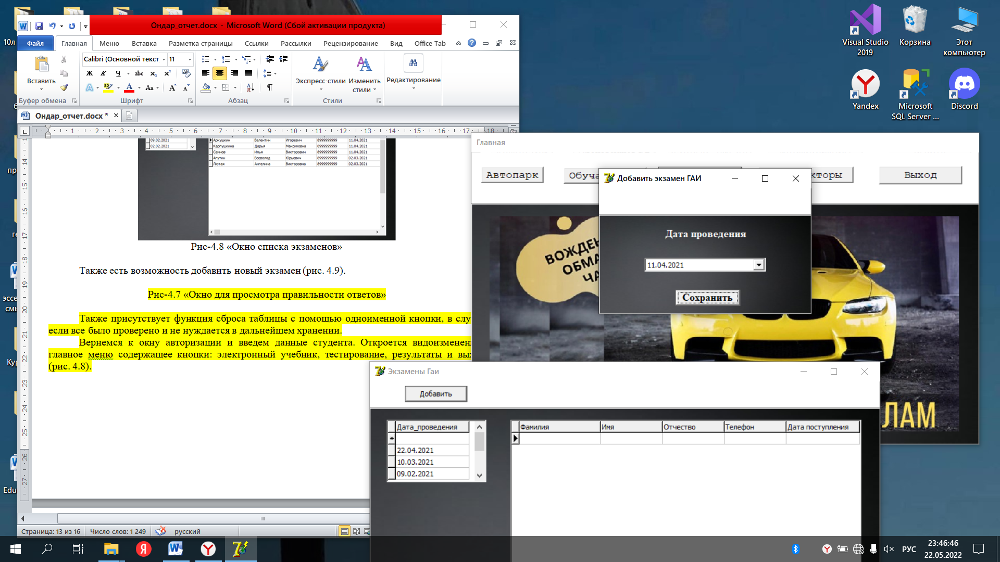 10л
Ондар_отчет.docx - Microsoft Word (Сбой активации продукта)
Файл
Главная
Меню
Вставка
Разметка страницы
Ссылки
Рассылки
Рецензирование
Вид
Office Tab
Calibri (Основной текст
11
Вставить
Буфер обмена
Ж К Ч abc x₂ x²
Aa
Шрифт
Абзац
Экспресс-стили
Изменить
стили
Стили
Редактирование
Ондар_отчет.docx *
1 2 3 4 5 6 7 8 9 10 11 12 13 14 15 16 17 18
09.02.2021
02.02.2021
Аркушкин Валентин Игоревич 8999999999 11.04.2021
Карпушкина Дарья Максимовна 8999999999 11.04.2021
Сеннов Илья Викторович 8999999999 11.04.2021
Агутин Всеволод Юрьевич 8999999999 02.03.2021
Лютая Ангелина Викторовна 8999999999 02.03.2021
14
15
16
17
18
19
20
21
22
23
24
25
26
27
Рис-4.8 «Окно списка экзаменов»
Также есть возможность добавить новый экзамен (рис. 4.9).
Рис-4.7 «Окно для просмотра правильности ответов»
Также присутствует функция сброса таблицы с помощью одноименной кнопки, в слу
если все было проверено и не нуждается в дальнейшем хранении.
Вернемся к окну авторизации и введем данные студента. Откроется видоизменен
главное меню содержащее кнопки: электронный учебник, тестирование, результаты и вы
(рис. 4.8).
Страница: 13 из 16
Число слов: 1 249
русский
пр
эссе
см
Кур
Edu
Visual Studio
2019
Корзина
Этот
компьютер
Yandex
Microsoft
SQL Server ...
Discord
Главная
Автопарк
Обуча
кторы
Выход
ВОЖДЕН
ОБМА
ЧА
ЛАМ
Добавить экзамен ГАИ
Дата проведения
11.04.2021
Сохранить
Экзамены Гаи
Добавить
Дата_проведения
22.04.2021
10.03.2021
09.02.2021
Фамилия
Имя
Отчество
Телефон
Дата поступления
РУС
23:46:46
22.05.2022